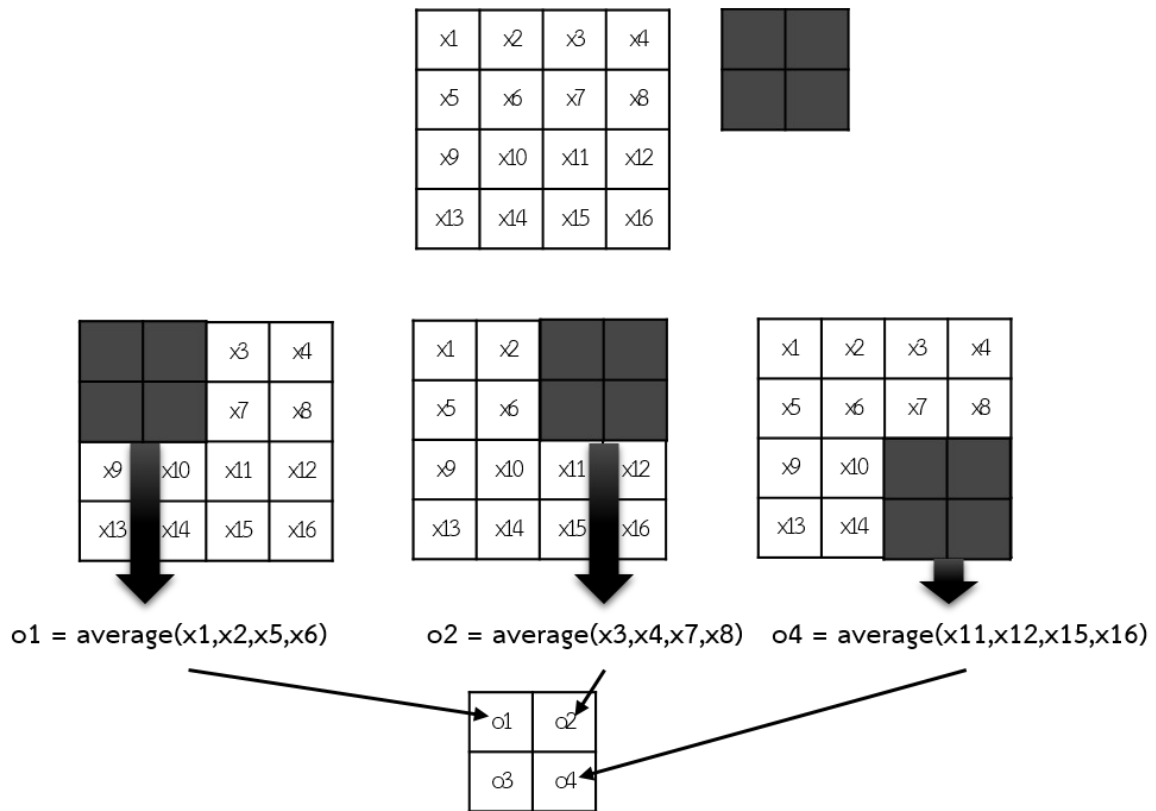 x1 x2 x3 x4
x5 x6 x7 x8
x9 x10 x11 x12
x13 x14 x15 x16
x3 x4
x7 x8
x9 x10 x11 x12
x13 x14 x15 x16
x1 x2
x5 x6
x9 x10 x11 x12
x13 x14 x15 x16
x1 x2 x3 x4
x5 x6 x7 x8
x9 x10
x13 x14
o1 = average(x1,x2,x5,x6)
o2 = average(x3,x4,x7,x8)
o4 = average(x11,x12,x15,x16)
o1 o2
o3 o4